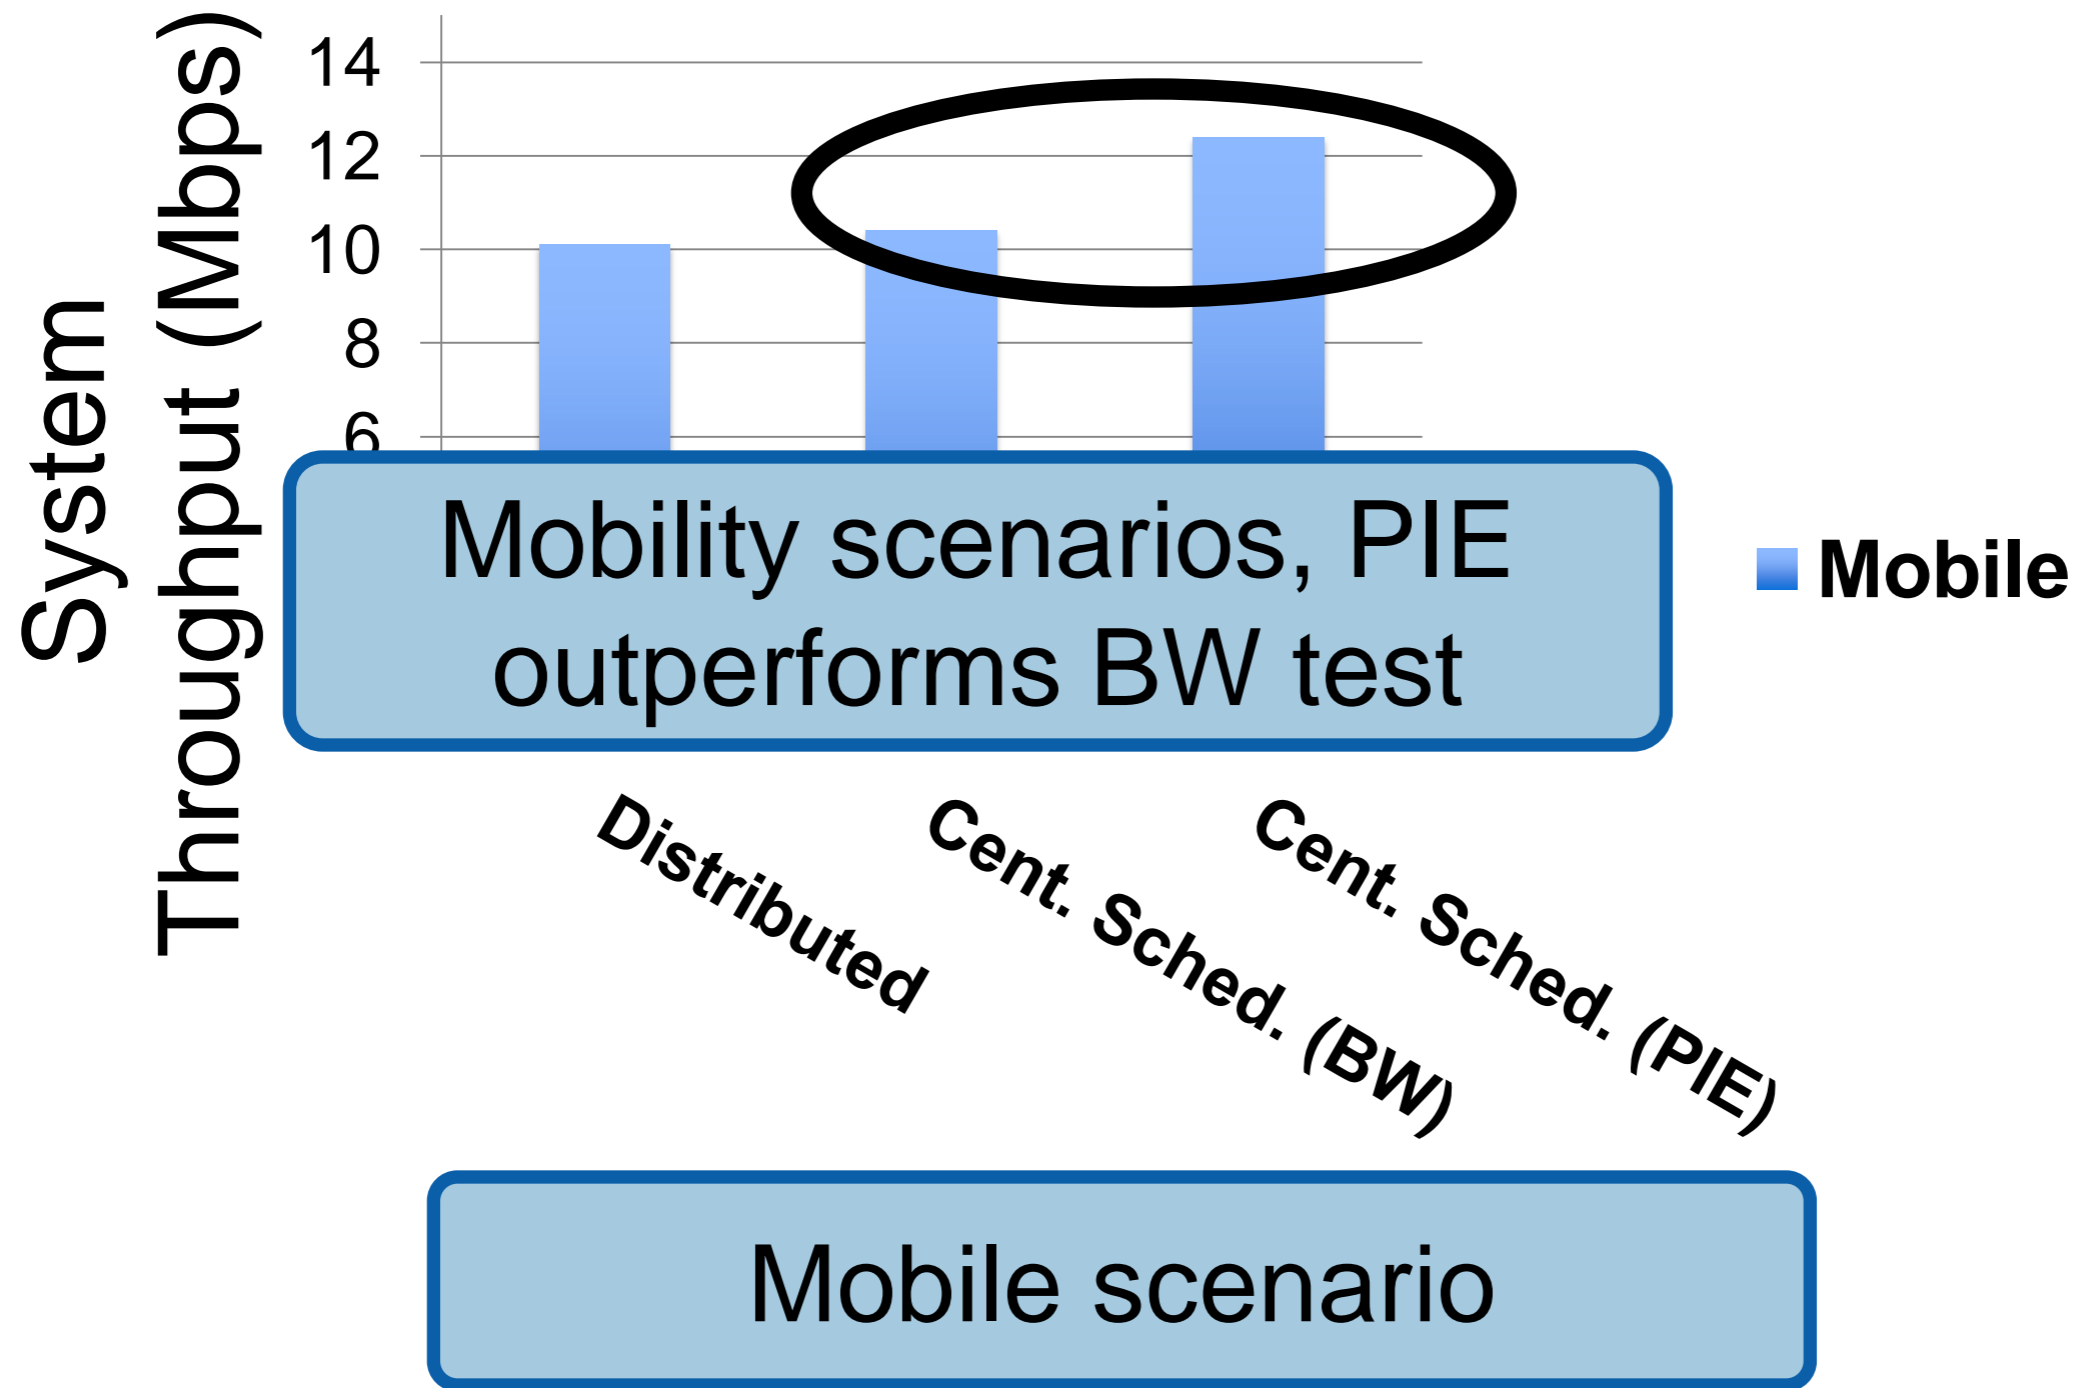 System
Throughput (Mbps)
14
12
10
8
6
Mobility scenarios, PIE
outperforms BW test
Mobile
Distributed
Cent. Sched. (BW)
Cent. Sched. (PIE)
Mobile scenario